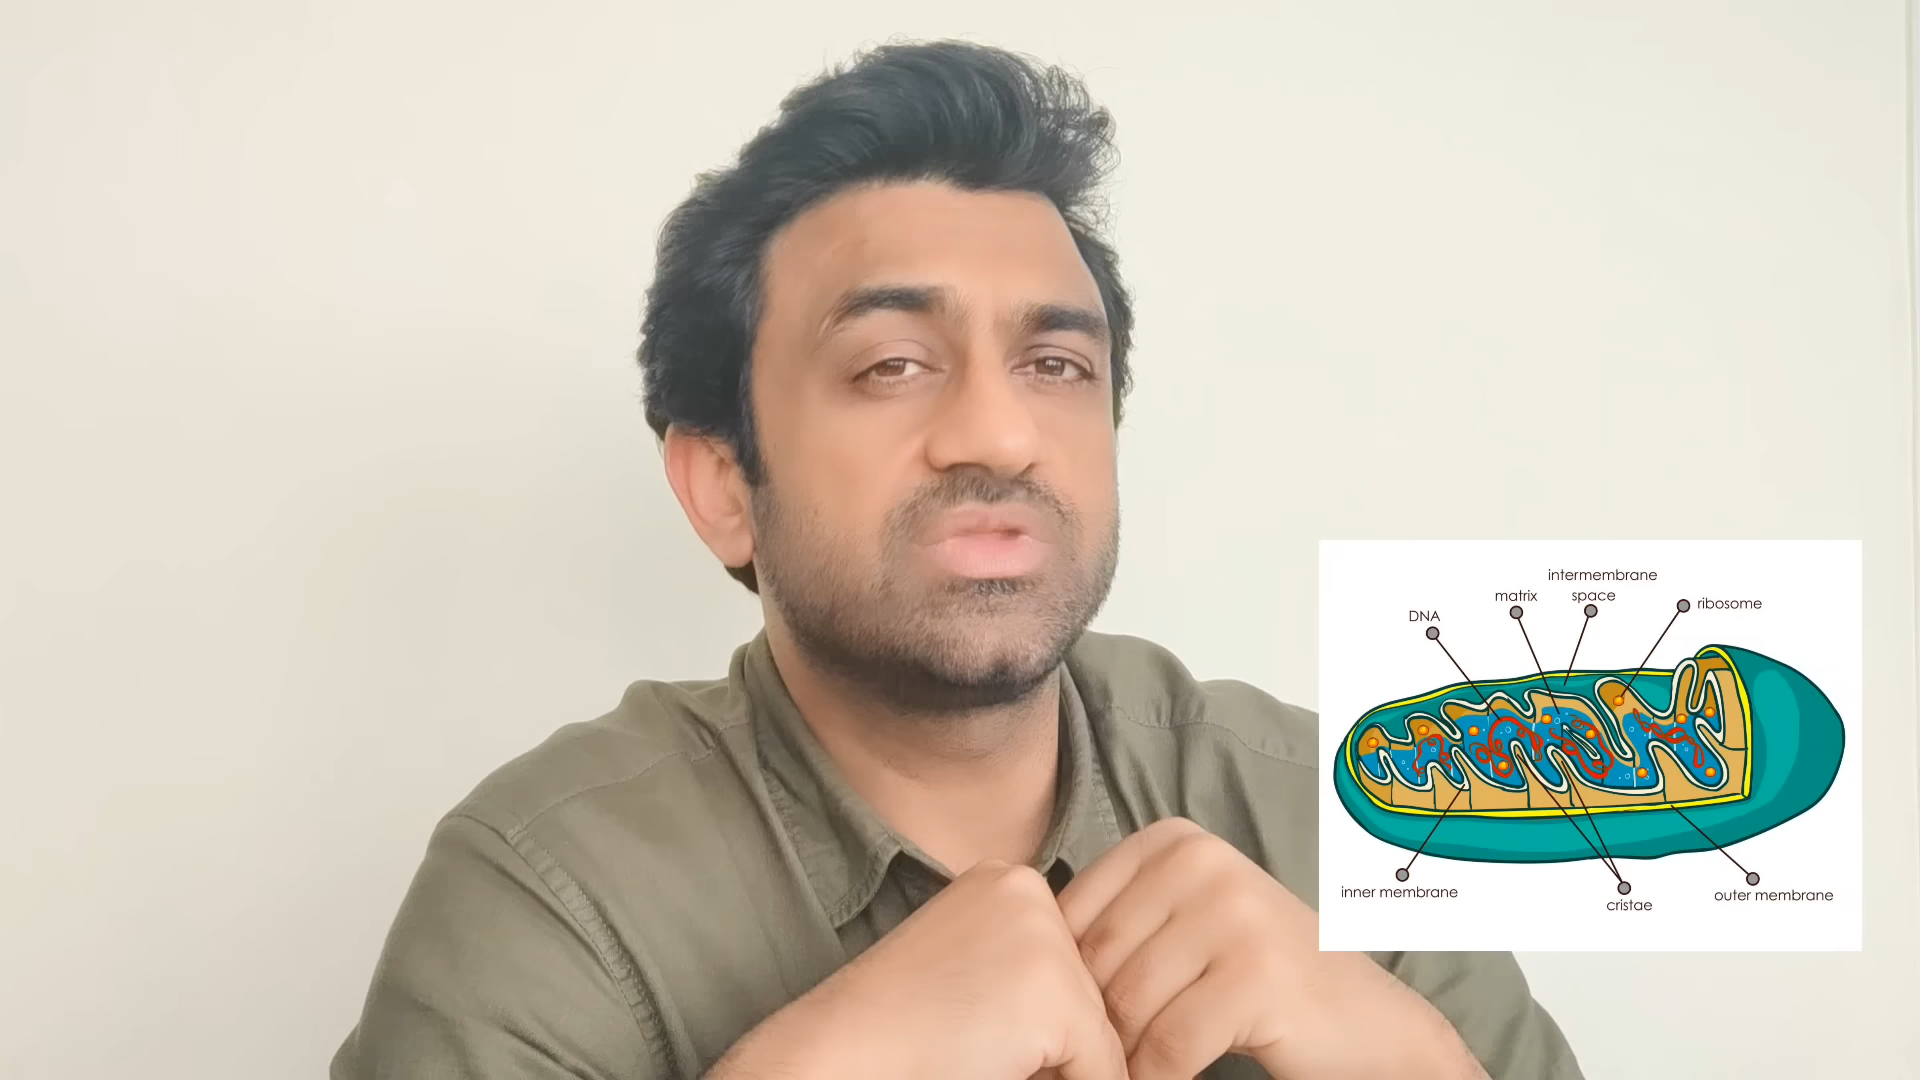 intermembrane
space
matrix
ribosome
DNA
inner membrane
cristae
outer membrane